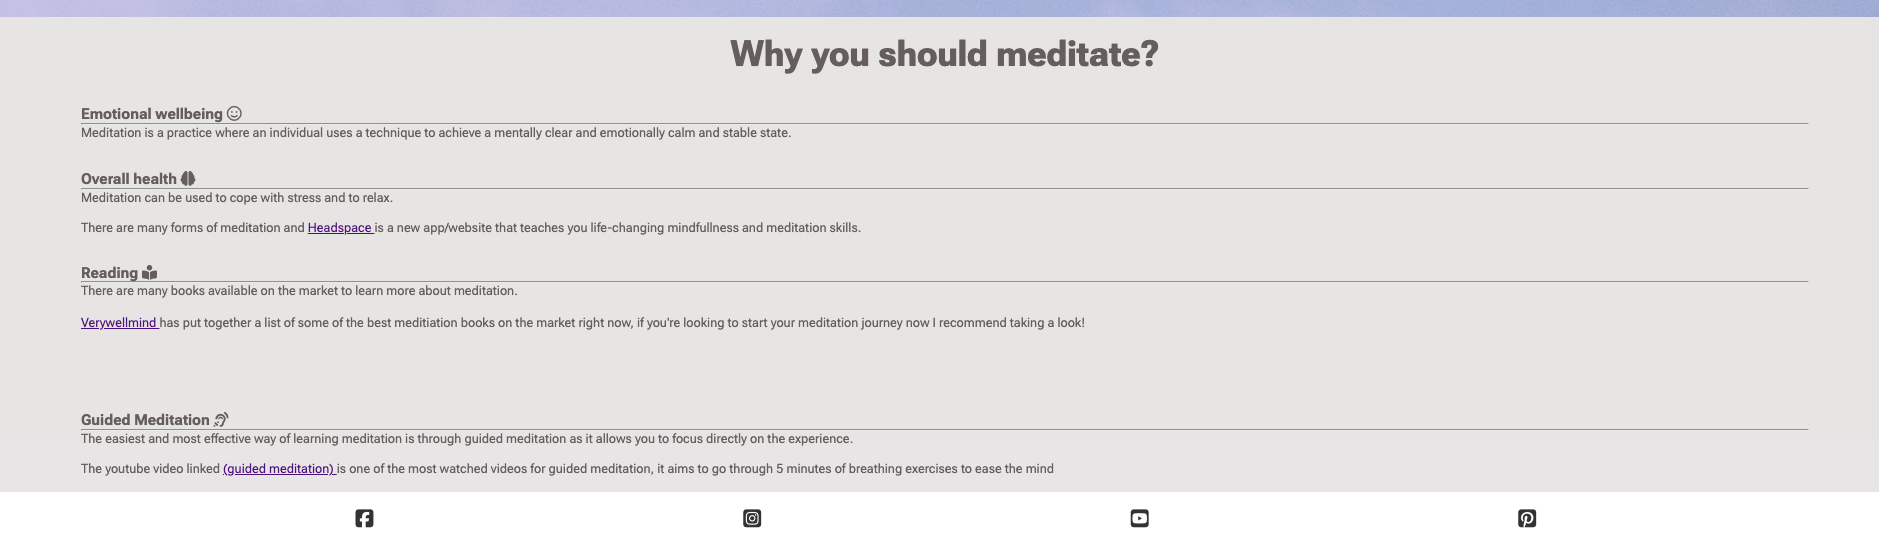 Why you should meditate?
Emotional wellbeing
Meditation is a practice where an individual uses a technique to achieve a mentally clear and emotionally calm and stable state.
Overall health
Meditation can be used to cope with stress and to relax.
There are many forms of meditation and Headspace is a new app/website that teaches you life-changing mindfullness and meditation skills.
Reading
There are many books available on the market to learn more about meditation.
Verywellmind has put together a list of some of the best meditiation books on the market right now, if you're looking to start your meditation journey now I recommend taking a look!
Guided Meditation
The easiest and most effective way of learning meditation is through guided meditation as it allows you to focus directly on the experience.
The youtube video linked (guided meditation) is one of the most watched videos for guided meditation, it aims to go through 5 minutes of breathing exercises to ease the mind